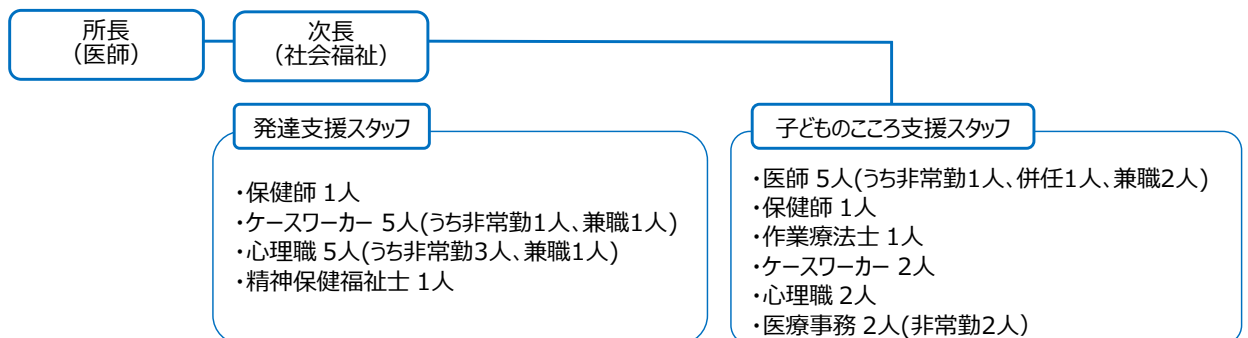 所長
（医師）
次長
（社会福祉）
発達支援スタッフ
・保健師 1人
・ケースワーカー 5人(うち非常勤1人、兼職1人)
・心理職 5人(うち非常勤3人、兼職1人)
・精神保健福祉士 1人
子どものこころ支援スタッフ
・医師 5人(うち非常勤1人、併任1人、兼職2人)
・保健師 1人
・作業療法士 1人
・ケースワーカー 2人
・心理職 2人
・医療事務 2人(非常勤2人）